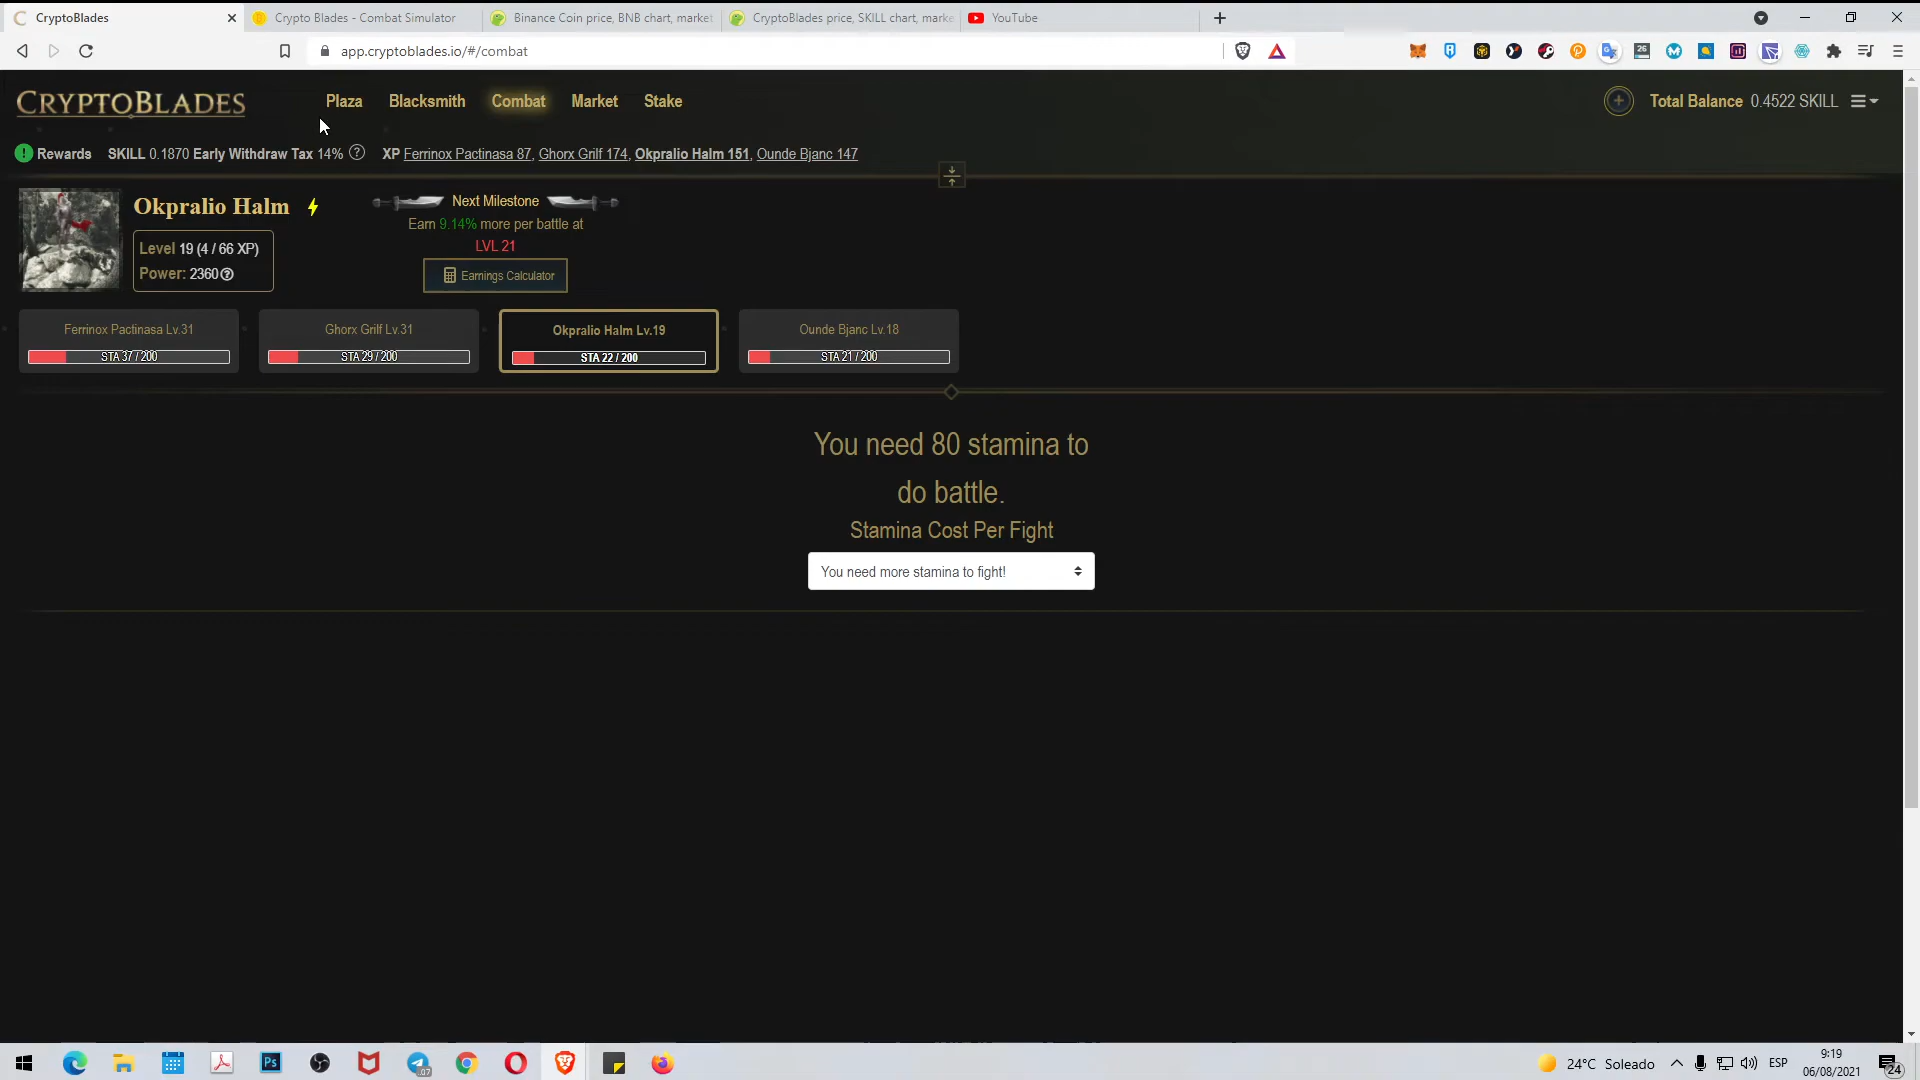 CryptoBlades
Crypto Blades - Combat Simulator
Binance Coin price, BNB chart, market
CryptoBlades price, SKILL chart, marke
YouTube
app.cryptoblades.io/#/combat
26
CRYPTOBLADES
Plaza
Blacksmith
Combat
Market
Stake
Total Balance 0.4522 SKILL
Rewards SKILL 0.1870 Early Withdraw Tax 14% XP Ferrinox Pactinasa 87, Ghorx Grilf 174, Okpralio Halm 151, Ounde Bjanc 147
Okpralio Halm
Level 19 (4 / 66 XP)
Power: 2360
Next Milestone
Earn 9.14% more per battle at
LVL 21
Earnings Calculator
Ferrinox Pactinasa Lv.31
STA 37 / 200
Ghorx Grilf Lv.31
STA 29 / 200
Okpralio Halm Lv.19
STA 22 / 200
Ounde Bjanc Lv.18
STA 21 / 200
You need 80 stamina to
do battle.
Stamina Cost Per Fight
You need more stamina to fight!
Ps
.07
24°C Soleado
ESP
9:19
06/08/2021
24